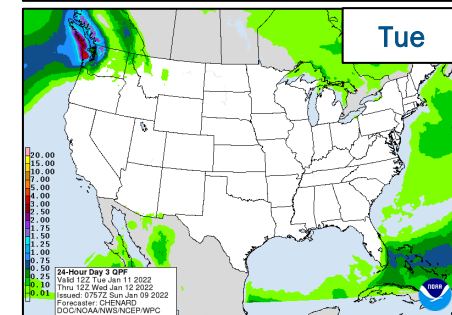 Tue
20.00
15.00
10.00
7.00
5.00
4.00
3.00
2.50
2.00
1.75
1.50
1.25
1.00
0.75
0.50
0.25
0.10
0.01
24-Hour Day 3 QPF
Valid 12Z Tue Jan 11 2022
Thru 12Z Wed Jan 12 2022
Issued: 0757Z Sun Jan 09 2022
Forecaster: CHENARD
DOC/NOAA/NWS/NCEP/WPC
NOAA